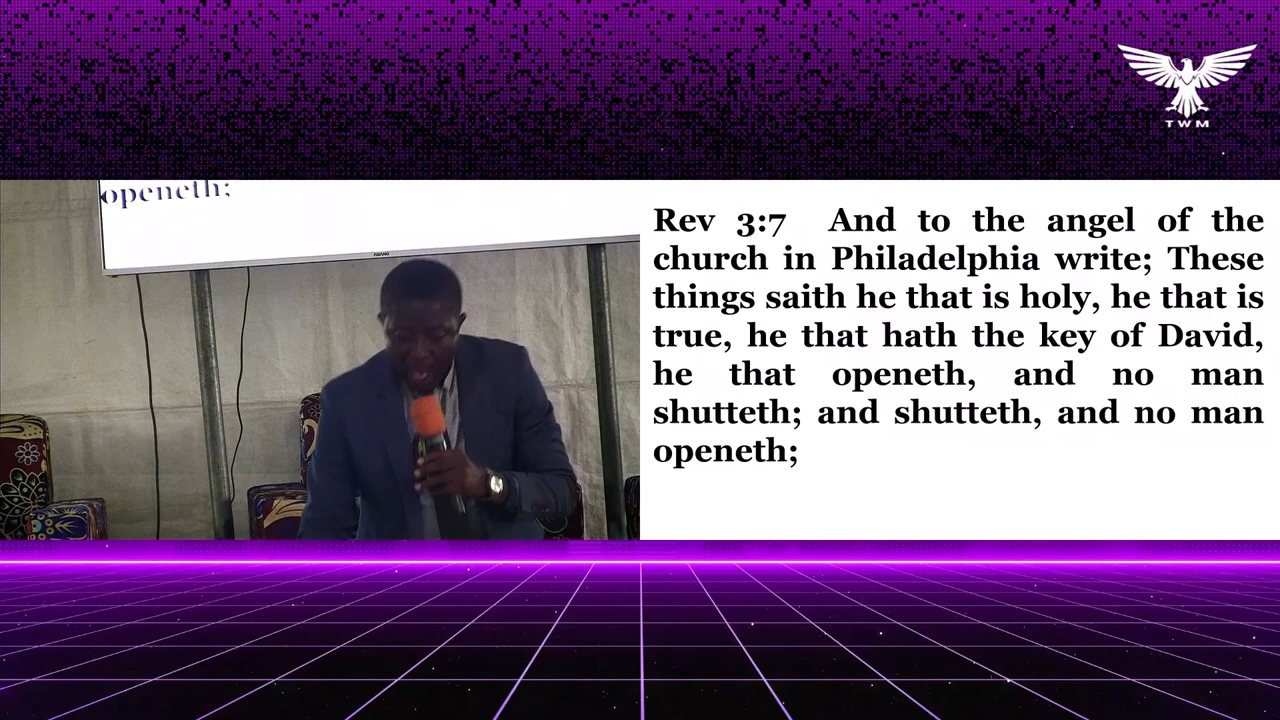 TWM
openeth;
Rev 3:7 And to the angel of the
church in Philadelphia write; These
things saith he that is holy, he that is
true, he that hath the key of David,
he that openeth, and no man
shutteth; and shutteth, and no man
openeth;